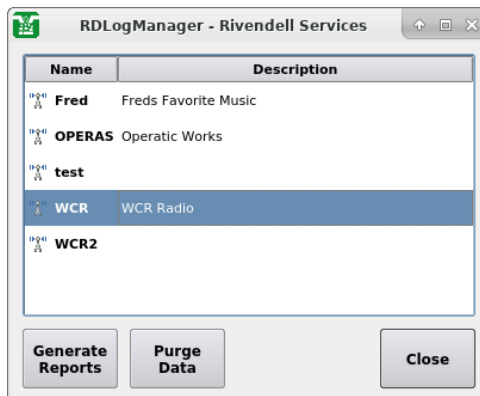 RDLogManager - Rivendell Services
Name Description
Fred Freds Favorite Music
OPERAS Operatic Works
test
WCR WCR Radio
WCR2
Generate Purge Close
Reports Data